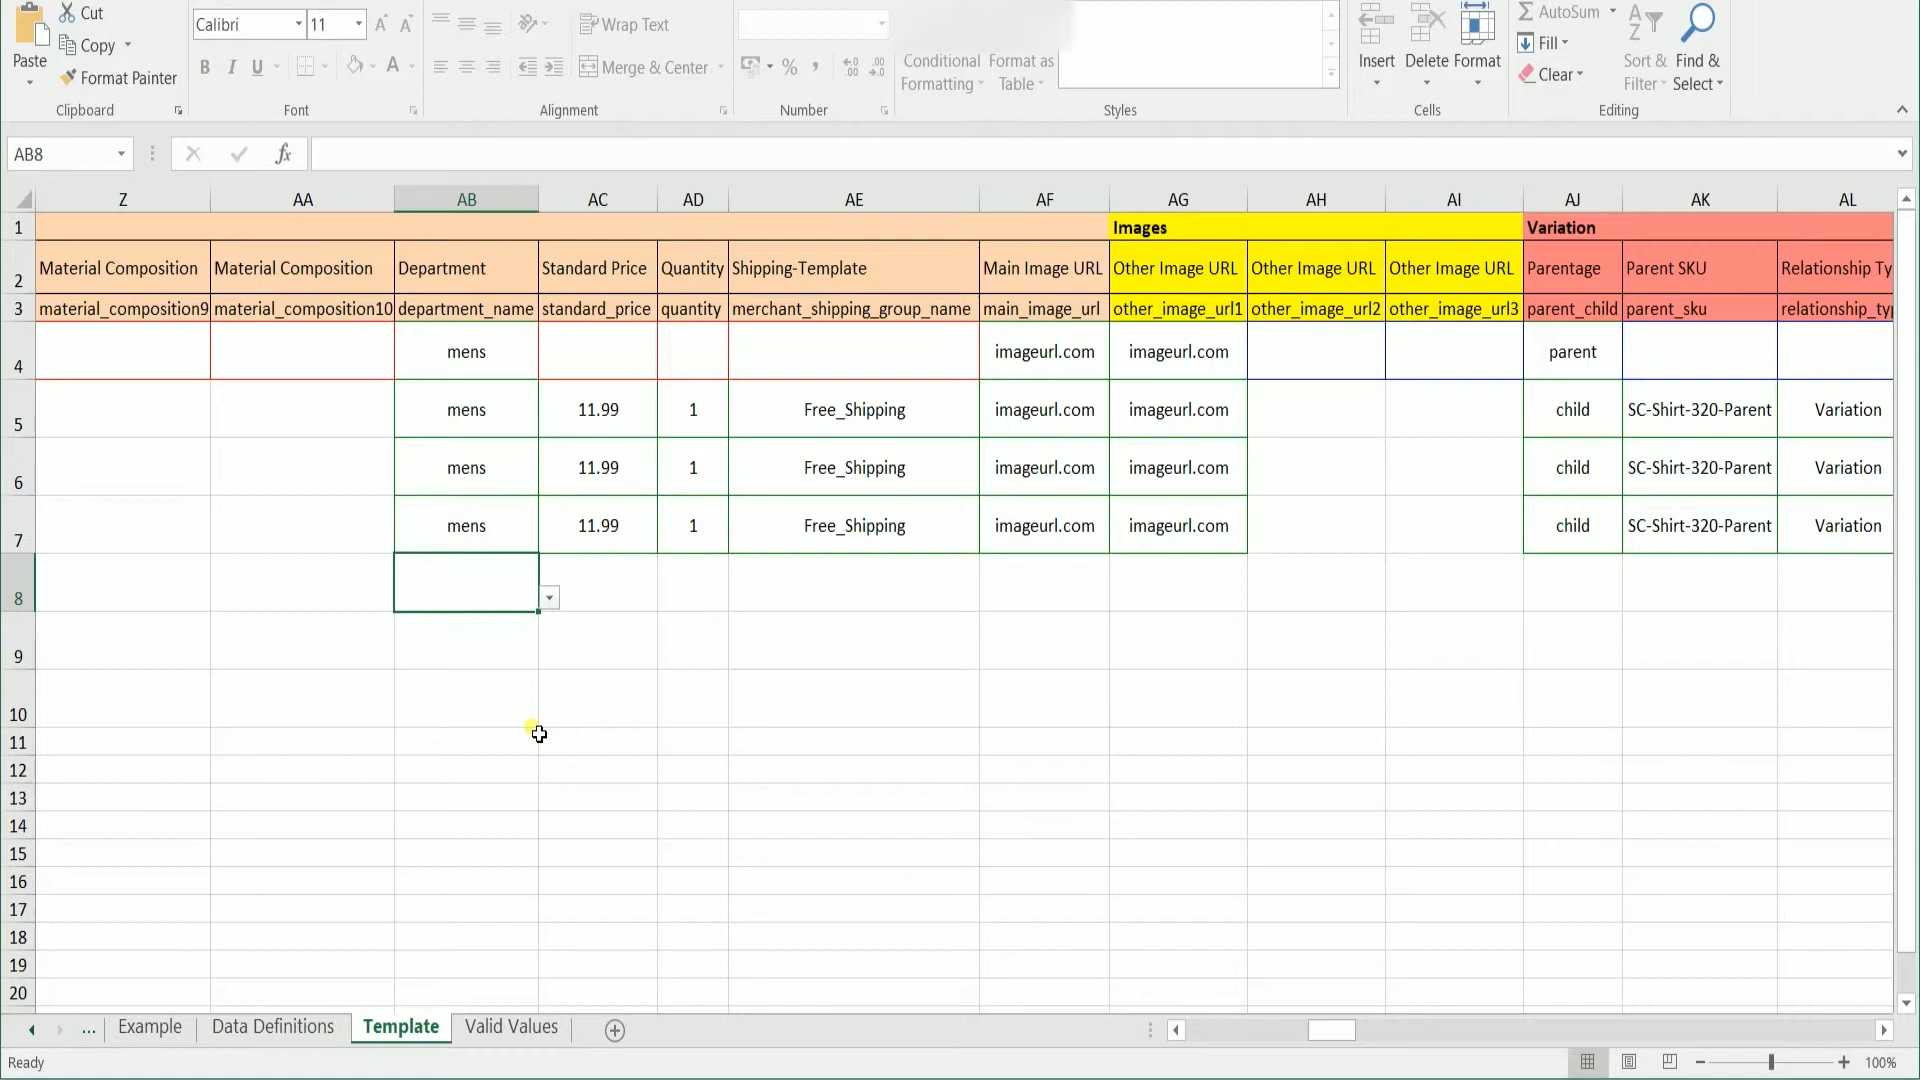 Cut
Copy
Format Painter
Paste
Clipboard
Calibri 11
B I U
Font
Wrap Text
Merge & Center
Alignment
%
Number
Conditional Formatting
Format as Table
Styles
Insert
Delete
Format
Cells
AutoSum
Fill
Clear
Sort & Filter
Find & Select
Editing
AB8
fx
Z AA AB AC AD AE AF AG AH AI AJ AK AL
1 Images Variation
2 Material Composition Material Composition Department Standard Price Quantity Shipping-Template Main Image URL Other Image URL Other Image URL Other Image URL Parentage Parent SKU Relationship Ty
3 material_composition9 material_composition10 department_name standard_price quantity merchant_shipping_group_name main_image_url other_image_url1 other_image_url2 other_image_url3 parent_child parent_sku relationship_typ
4 mens imageurl.com imageurl.com parent
5 mens 11.99 1 Free_Shipping imageurl.com imageurl.com child SC-Shirt-320-Parent Variation
6 mens 11.99 1 Free_Shipping imageurl.com imageurl.com child SC-Shirt-320-Parent Variation
7 mens 11.99 1 Free_Shipping imageurl.com imageurl.com child SC-Shirt-320-Parent Variation
8
9
10
11
12
13
14
15
16
17
18
19
20
... Example Data Definitions Template Valid Values
Ready 100%